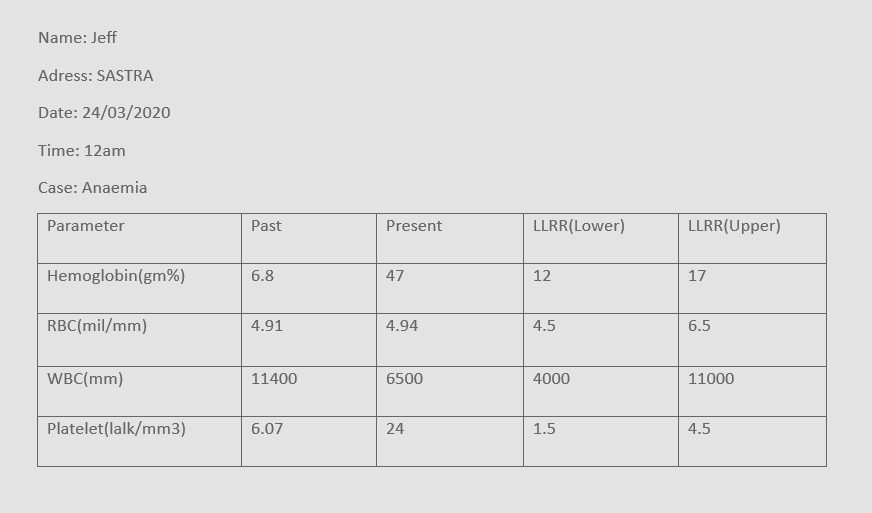 Name: Jeff
Adress: SASTRA
Date: 24/03/2020
Time: 12am
Case: Anaemia
Parameter Past Present LLRR(Lower) LLRR(Upper)
Hemoglobin(gm%) 6.8 47 12 17
RBC(mil/mm) 4.91 4.94 4.5 6.5
WBC(mm) 11400 6500 4000 11000
Platelet(lalk/mm3) 6.07 24 1.5 4.5